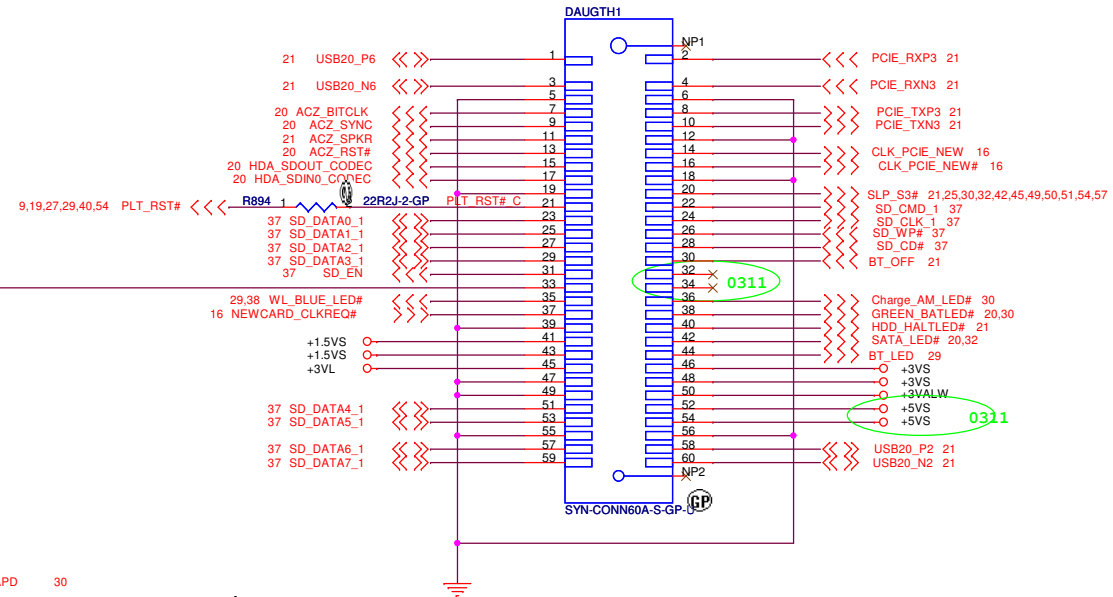 DAUGTH1
NP1
21 USB20_P6 1 2 PCIE_RXP3 21
21 USB20_N6 3 4 PCIE_RXN3 21
5 6
20 ACZ_BITCLK 7 8 PCIE_TXP3 21
20 ACZ_SYNC 9 10 PCIE_TXN3 21
21 ACZ_SPKR 11 12
20 ACZ_RST# 13 14 CLK_PCIE_NEW 16
20 HDA_SDOUT_CODEC 15 16 CLK_PCIE_NEW# 16
20 HDA_SDIN0_CODEC 17 18
19 20 SLP_S3# 21,25,30,32,42,45,49,50,51,54,57
9,19,27,29,40,54 PLT_RST# R894 1 22R2J-2-GP PLT_RST#_C 21 22 SD_CMD_1 37
37 SD_DATA0_1 23 24 SD_CLK_1 37
37 SD_DATA1_1 25 26 SD_WP# 37
37 SD_DATA2_1 27 28 SD_CD# 37
37 SD_DATA3_1 29 30 BT_OFF 21
37 SD_EN 31 32
33 34 0311
29,38 WL_BLUE_LED# 35 36 Charge_AM_LED# 30
16 NEWCARD_CLKREQ# 37 38 GREEN_BATLED# 20,30
39 40 HDD_HALTLED# 21
+1.5VS 41 42 SATA_LED# 20,32
+1.5VS 43 44 BT_LED 29
+3VL 45 46 +3VS
47 48 +3VS
49 50 +3VALW
37 SD_DATA4_1 51 52 +5VS
37 SD_DATA5_1 53 54 +5VS 0311
55 56
37 SD_DATA6_1 57 58 USB20_P2 21
37 SD_DATA7_1 59 60 USB20_N2 21
NP2
GP
SYN-CONN60A-S-GP-U
30